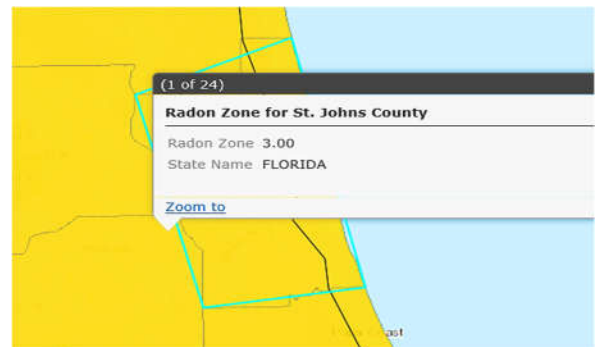 (1 of 24)
Radon Zone for St. Johns County
Radon Zone 3.00
State Name FLORIDA
Zoom to